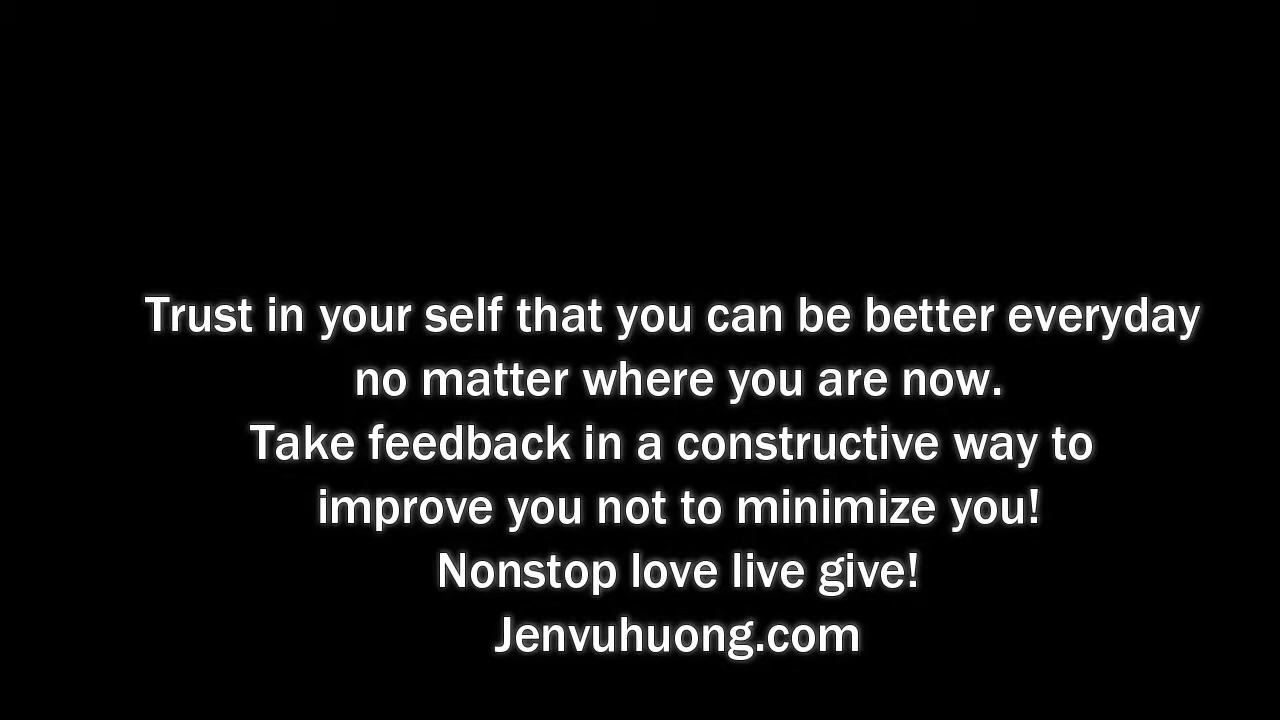 Trust in your self that you can be better everyday
no matter where you are now.
Take feedback in a constructive way to
improve you not to minimize you!
Nonstop love live give!
Jenvuhuong.com